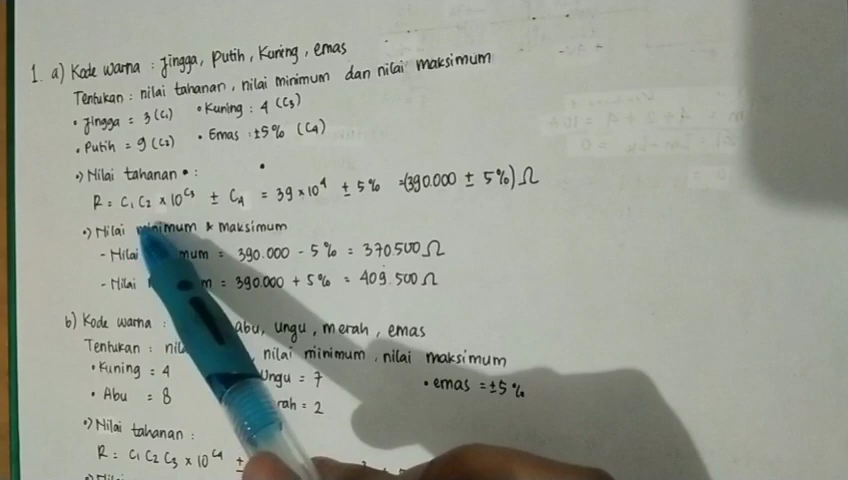 1. a) Kode warna : Jingga, putih, Kuning, emas
Tentukan : nilai tahanan, nilai minimum dan nilai maksimum
• Jingga = 3 (C1) • Kuning : 4 (C3)
• Putih = 9 (C2) • Emas : ±5% (C4)
•) Nilai tahanan • :
R = C1 C2 × 10^C3 ± C4 = 39 × 10^4 ± 5% = (390.000 ± 5%) Ω
•) Nilai minimum & maksimum
- Nilai mum = 390.000 - 5% = 370.500 Ω
- Nilai m = 390.000 + 5% = 409.500 Ω
b) Kode warna : abu, ungu, merah, emas
Tentukan : nilai minimum, nilai maksimum
• Kuning = 4 Ungu = 7 • emas = ±5%
• Abu = 8 rah = 2
•) Nilai tahanan :
R = C1 C2 C3 × 10^C4 ±